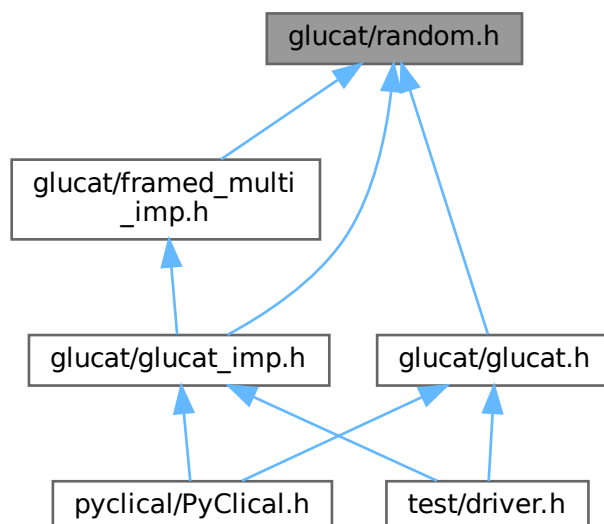 glucat/random.h
glucat/framed_multi
_imp.h
glucat/glucat_imp.h
glucat/glucat.h
pyclical/PyClical.h
test/driver.h